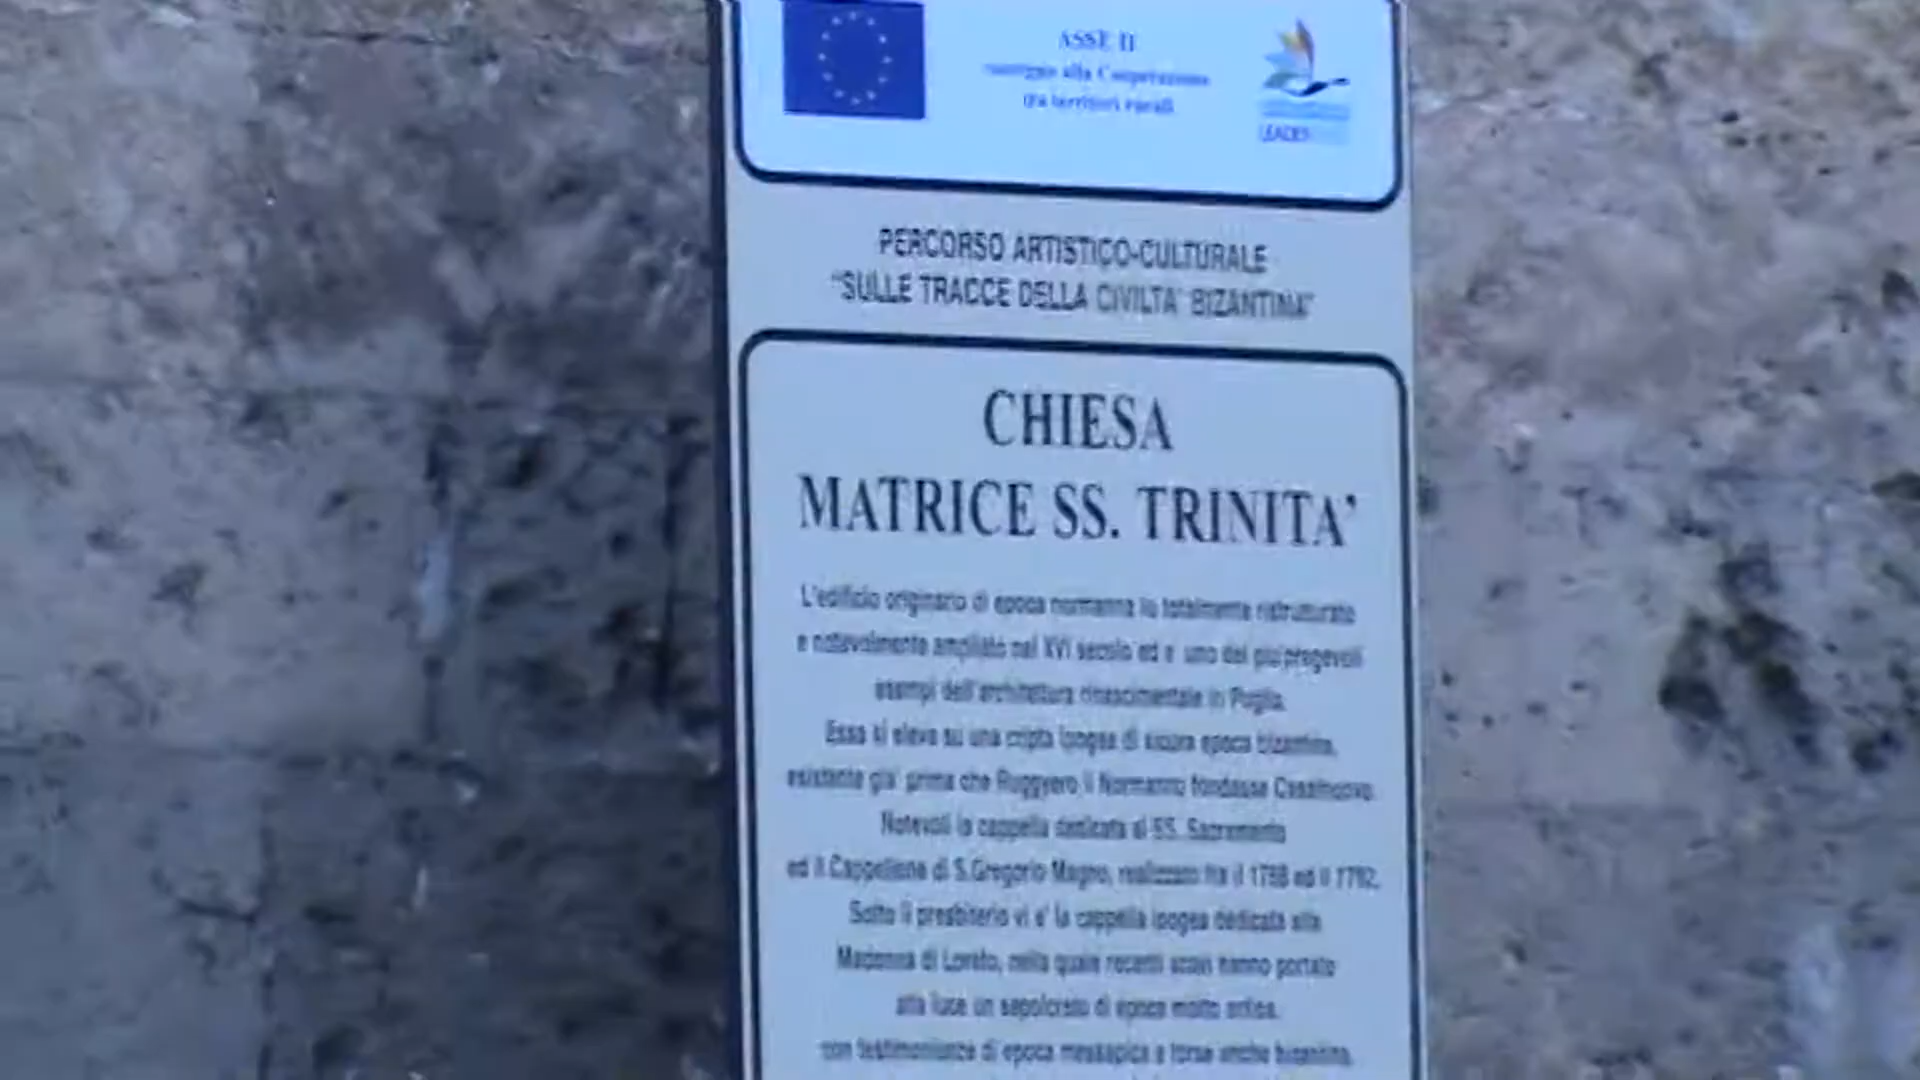 ASSE II
alla Cooperazione
tra territori rurali
LEADER
PERCORSO ARTISTICO-CULTURALE
"SULLE TRACCE DELLA CIVILTA' BIZANTINA"
CHIESA
MATRICE SS. TRINITA'
L'edificio originario di epoca normanna fu totalmente ristrutturato
e notevolmente ampliato nel XVI secolo ed e' uno dei piu' pregevoli
esempi dell'architettura rinascimentale in Puglia.
Essa si eleva su una cripta ipogea di sicura epoca bizantina,
esistente gia' prima che Ruggero il Normanno fondasse Casalnuovo.
Notevoli la cappella dedicata al SS. Sacramento
ed il Cappellone di S.Gregorio Magno, realizzato fra il ed il 1792.
Sotto il presbiterio vi e' la cappella ipogea dedicata alla
Madonna di Loreto, nella quale recenti scavi hanno portato
alla luce un sepolcreto di epoca molto antica,
con testimonianze di epoca messapica e forse anche bizantina.